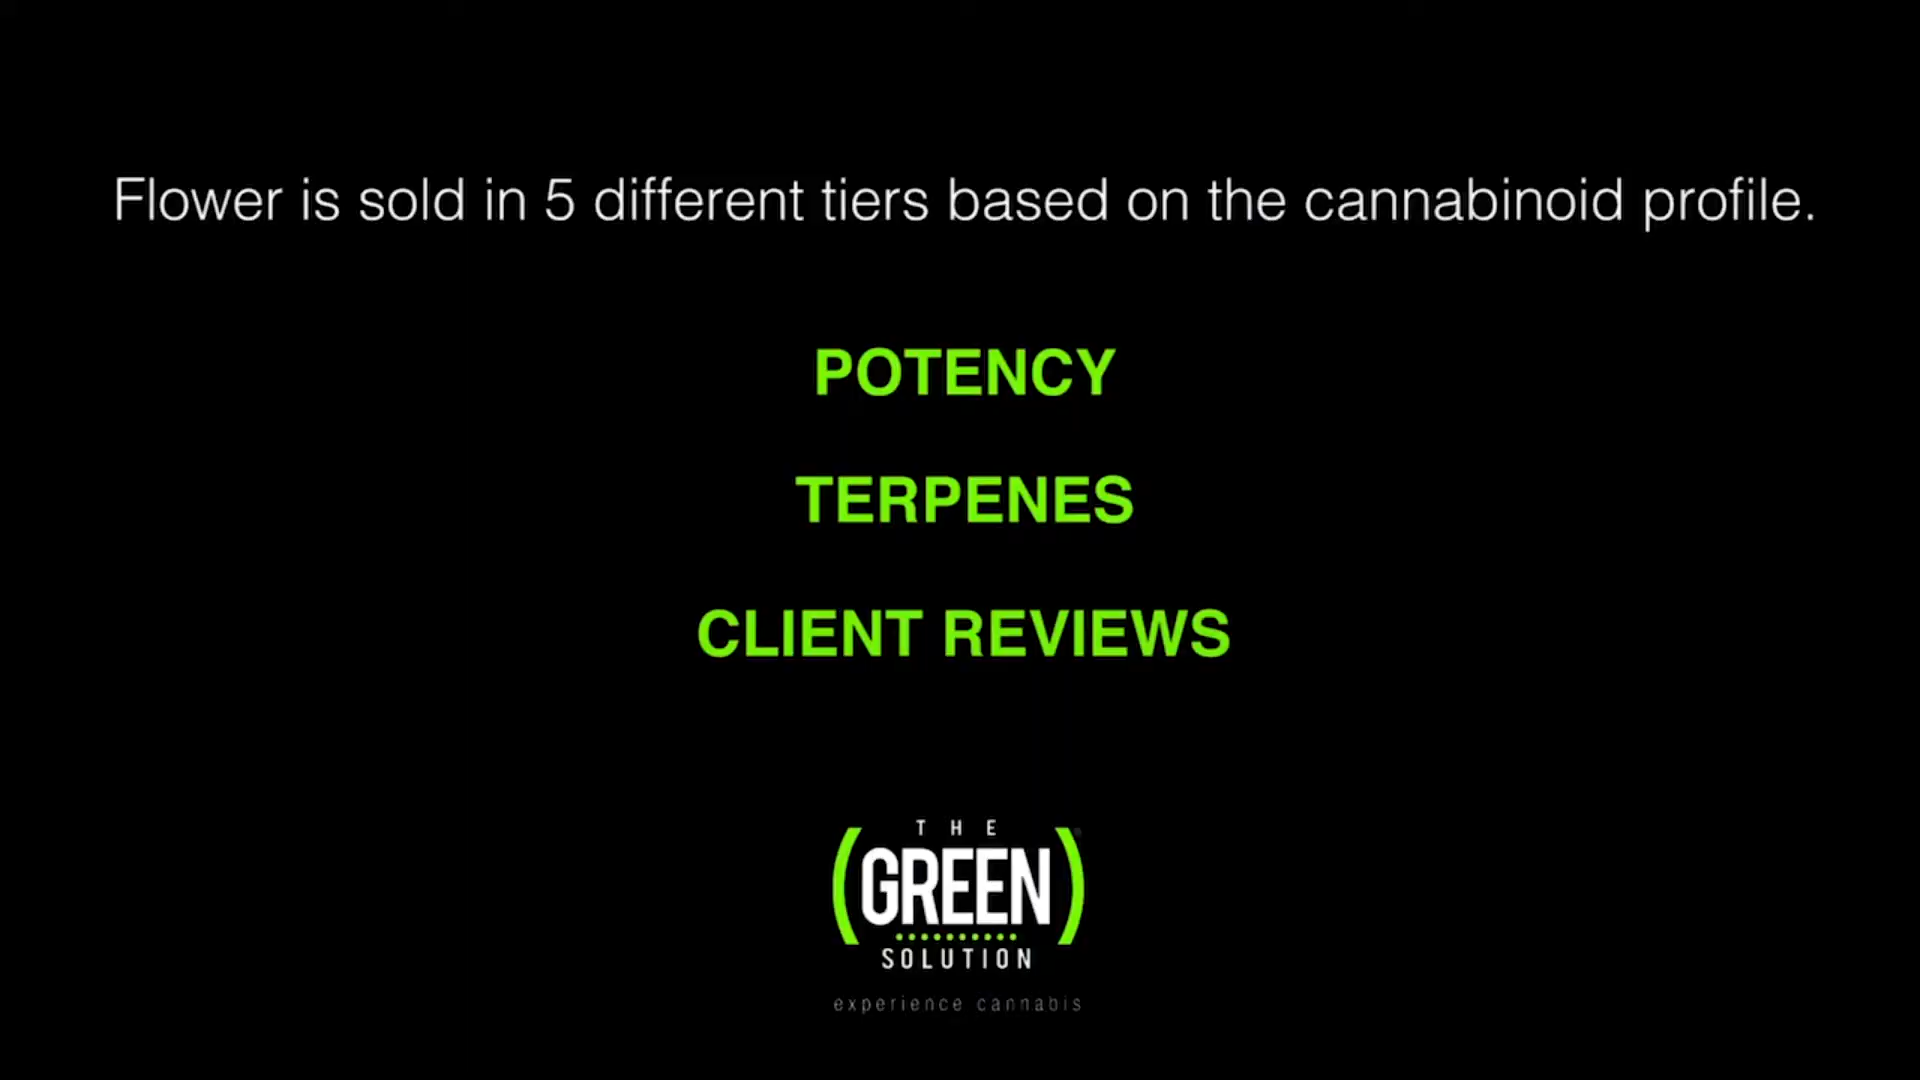 Flower is sold in 5 different tiers based on the cannabinoid profile.
POTENCY
TERPENES
CLIENT REVIEWS
THE
GREEN
SOLUTION
experience cannabis